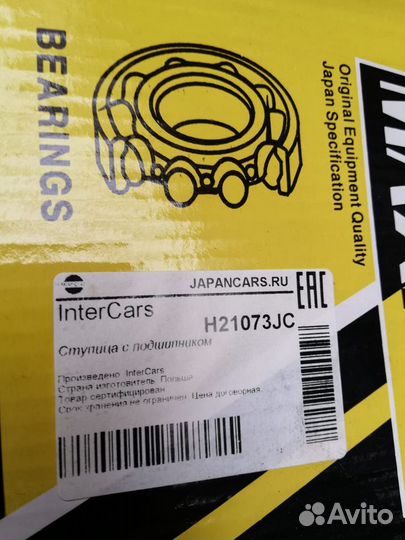 BEARINGS
Original Equipment Quality
Japan Specification
JAPANCARS.RU
EAC
InterCars
H21073JC
Ступица с подшипником
Произведено InterCars
Страна изготовитель Польша
Товар сертифицирован
Срок хранения не ограничен. Цена договорная.
Avito